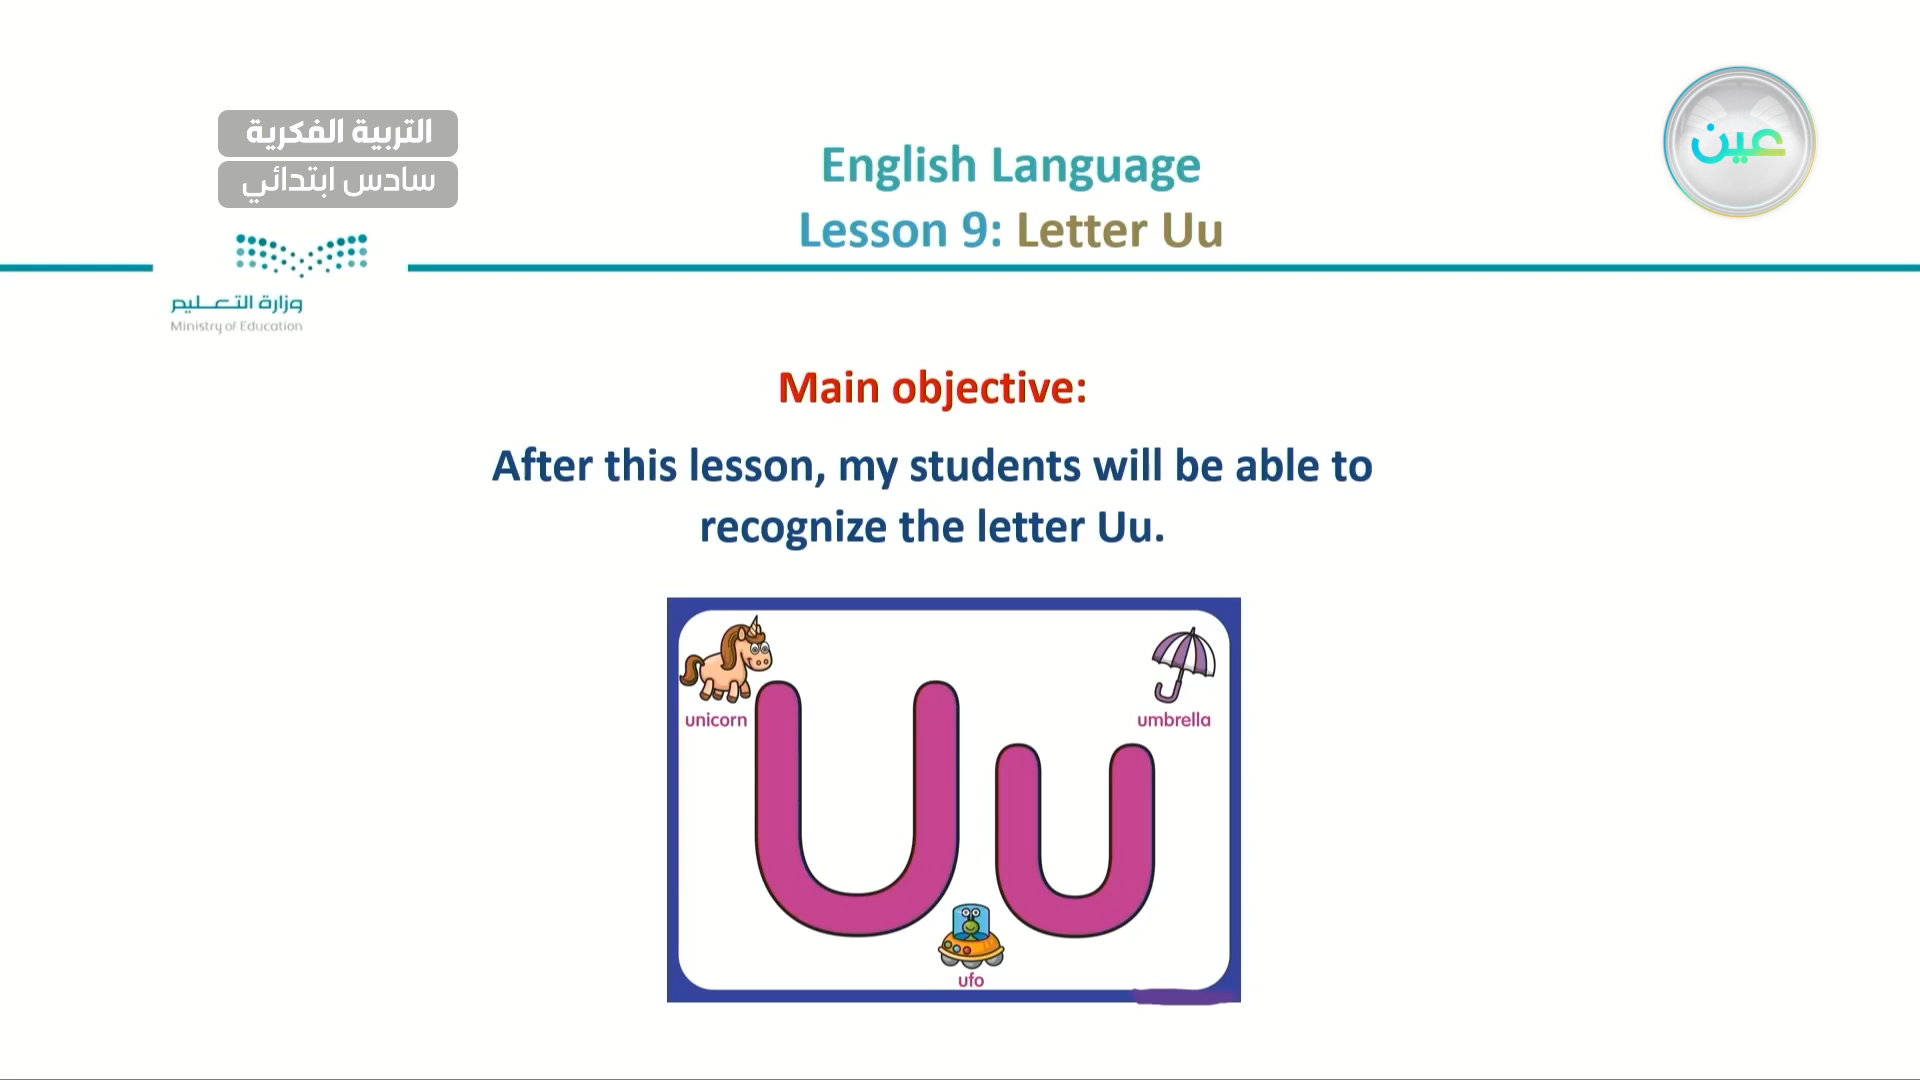 التربية الفكرية
سادس ابتدائي
عين
English Language
Lesson 9: Letter Uu
وزارة التعليم
Ministry of Education
Main objective:
After this lesson, my students will be able to
recognize the letter Uu.
unicorn
umbrella
Uu
ufo